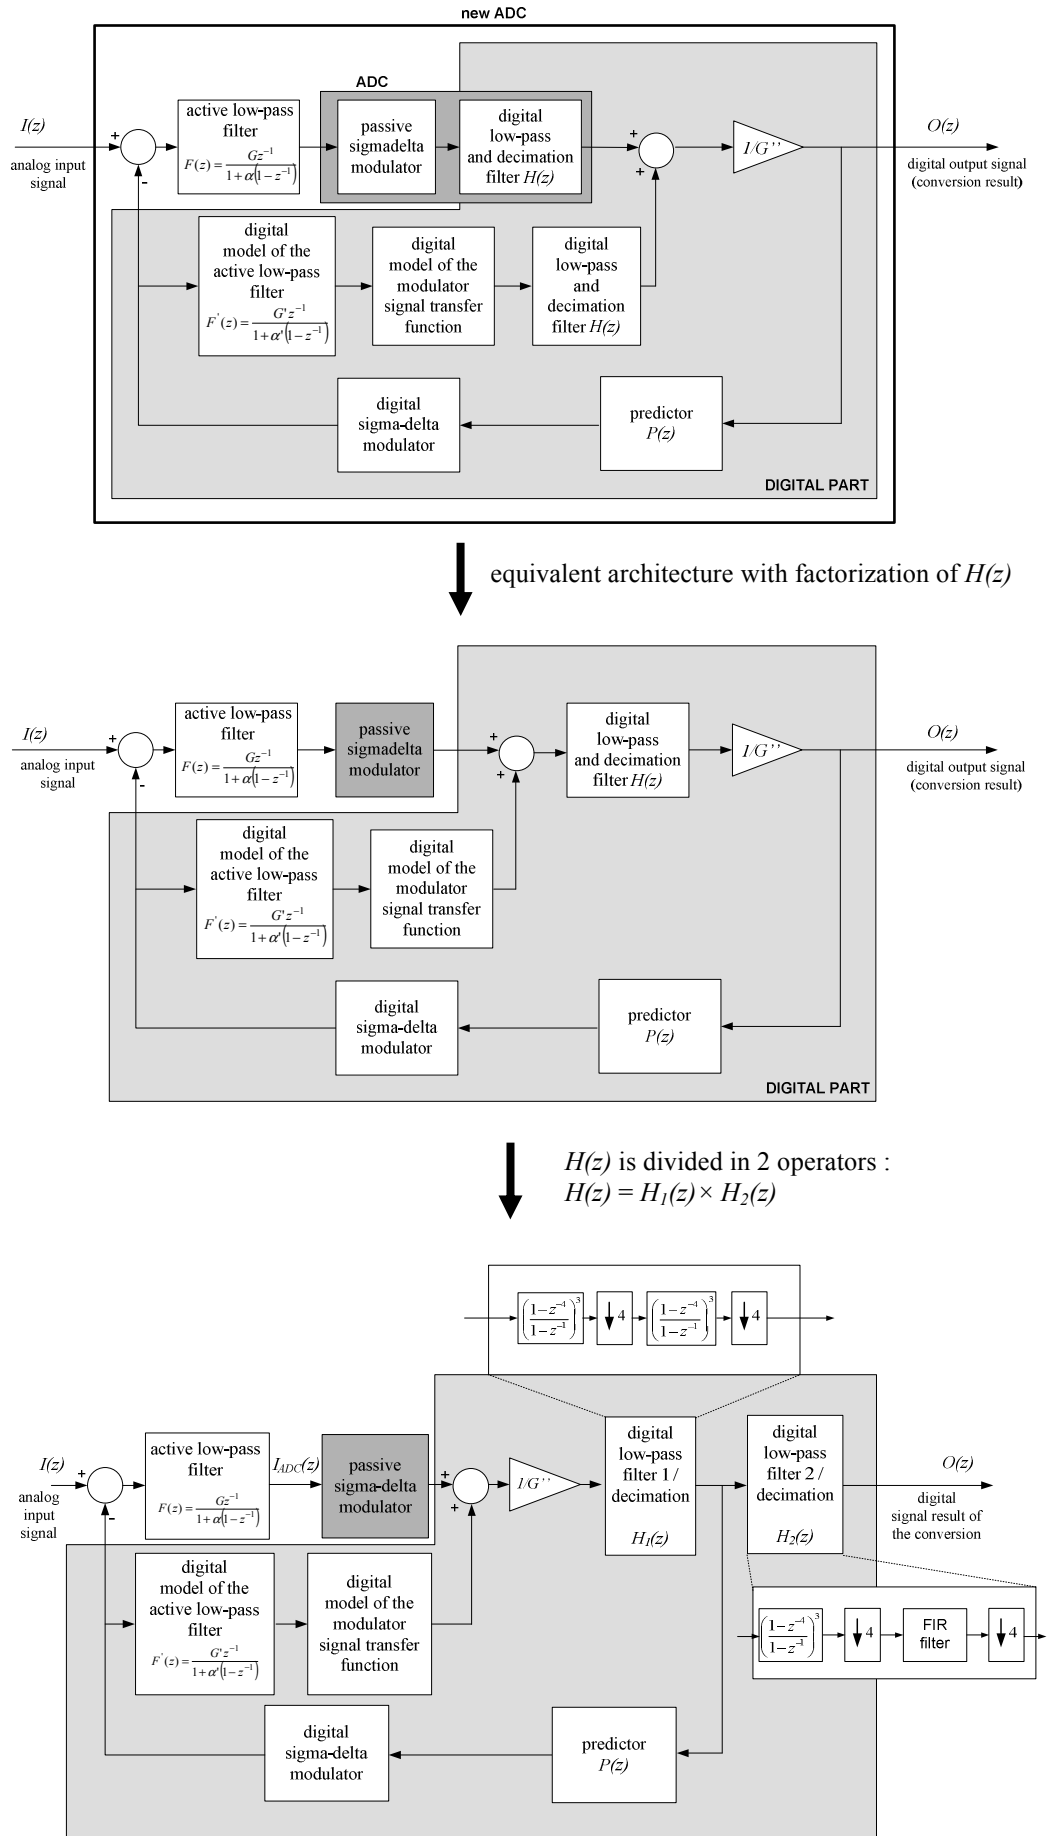 new ADC
ADC
I(z)
analog input
signal
+
-
active low-pass
filter
F(z) = Gz^{-1} / 1+α(1−z^{-1})
passive
sigmadelta
modulator
digital
low-pass
and decimation
filter H(z)
+
+
1/G''
O(z)
digital output signal
(conversion result)
digital
model of the
active low-pass
filter
F'(z) = G'z^{-1} / 1+α'(1−z^{-1})
digital
model of the
modulator
signal transfer
function
digital
low-pass
and
decimation
filter H(z)
digital
sigma-delta
modulator
predictor
P(z)
DIGITAL PART
equivalent architecture with factorization of H(z)
I(z)
analog input
signal
+
-
active low-pass
filter
F(z) = Gz^{-1} / 1+α(1−z^{-1})
passive
sigmadelta
modulator
+
+
digital
low-pass
and decimation
filter H(z)
1/G''
O(z)
digital output signal
(conversion result)
digital
model of the
active low-pass
filter
F'(z) = G'z^{-1} / 1+α'(1−z^{-1})
digital
model of the
modulator
signal transfer
function
digital
sigma-delta
modulator
predictor
P(z)
DIGITAL PART
H(z) is divided in 2 operators :
H_1(z) × H_2(z)
H(z) = H_1(z) × H_2(z)
((1−z^{-4}) / (1−z^{-1}))^3
↓4
((1−z^{-4}) / (1−z^{-1}))^3
↓4
I(z)
analog
input
signal
+
-
active low-pass
filter
F(z) = Gz^{-1} / 1+α(1−z^{-1})
I_{ADC}(z)
passive
sigma-delta
modulator
+
+
1/G''
digital
low-pass
filter 1 /
decimation
H_1(z)
digital
low-pass
filter 2 /
decimation
H_2(z)
O(z)
digital
signal result of
the conversion
digital
model of the
active low-pass
filter
F'(z) = G'z^{-1} / 1+α'(1−z^{-1})
digital
model of the
modulator
signal transfer
function
((1−z^{-4}) / (1−z^{-1}))^3
↓4
FIR
filter
↓4
digital
sigma-delta
modulator
predictor
P(z)